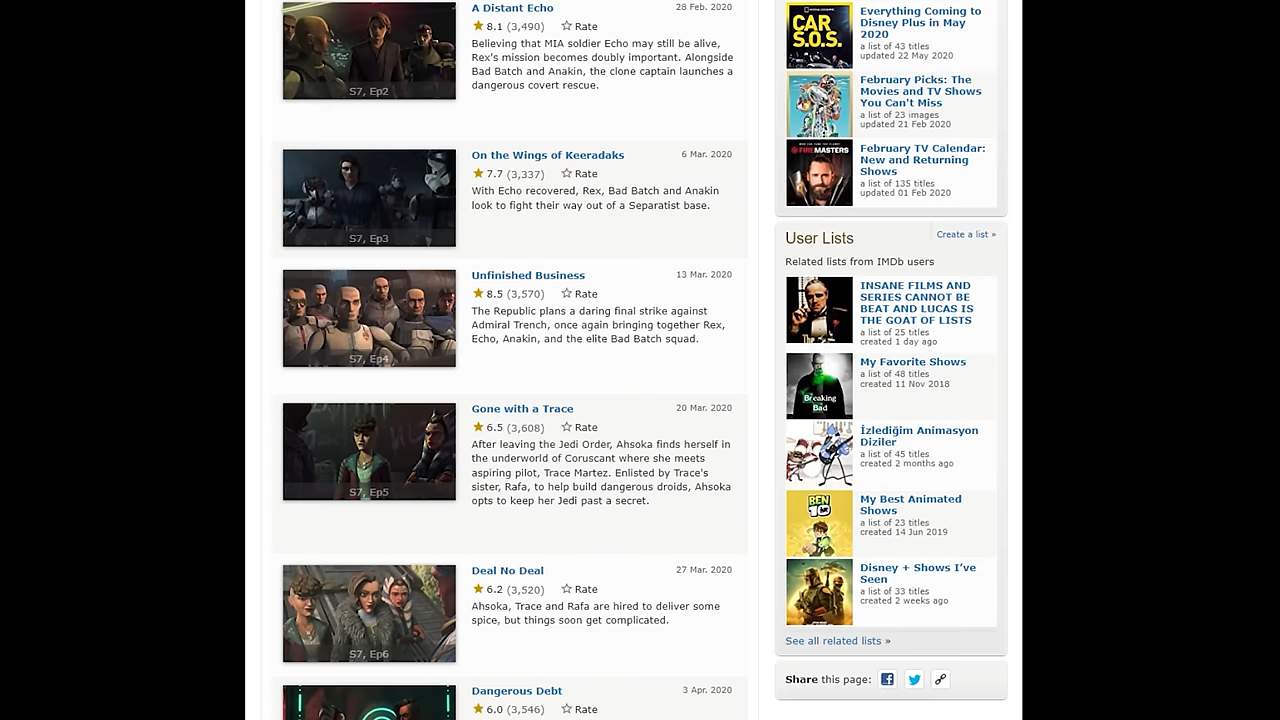 A Distant Echo
28 Feb. 2020
8.1 (3,490) Rate
Believing that MIA soldier Echo may still be alive,
Rex's mission becomes doubly important. Alongside
Bad Batch and Anakin, the clone captain launches a
dangerous covert rescue.
S7, Ep2
On the Wings of Keeradaks
6 Mar. 2020
7.7 (3,337) Rate
With Echo recovered, Rex, Bad Batch and Anakin
look to fight their way out of a Separatist base.
S7, Ep3
Unfinished Business
13 Mar. 2020
8.5 (3,570) Rate
The Republic plans a daring final strike against
Admiral Trench, once again bringing together Rex,
Echo, Anakin, and the elite Bad Batch squad.
S7, Ep4
Gone with a Trace
20 Mar. 2020
6.5 (3,608) Rate
After leaving the Jedi Order, Ahsoka finds herself in
the underworld of Coruscant where she meets
aspiring pilot, Trace Martez. Enlisted by Trace's
sister, Rafa, to help build dangerous droids, Ahsoka
opts to keep her Jedi past a secret.
S7, Ep5
Deal No Deal
27 Mar. 2020
6.2 (3,520) Rate
Ahsoka, Trace and Rafa are hired to deliver some
spice, but things soon get complicated.
S7, Ep6
Dangerous Debt
3 Apr. 2020
6.0 (3,546) Rate
CAR
S.O.S.
Everything Coming to
Disney Plus in May
2020
a list of 43 titles
updated 22 May 2020
February Picks: The
Movies and TV Shows
You Can't Miss
a list of 23 images
updated 21 Feb 2020
FIREMASTERS
February TV Calendar:
New and Returning
Shows
a list of 135 titles
updated 01 Feb 2020
User Lists
Create a list »
Related lists from IMDb users
INSANE FILMS AND
SERIES CANNOT BE
BEAT AND LUCAS IS
THE GOAT OF LISTS
a list of 25 titles
created 1 day ago
Breaking
Bad
My Favorite Shows
a list of 48 titles
created 11 Nov 2018
İzlediğim Animasyon
Diziler
a list of 45 titles
created 2 months ago
BEN
10
My Best Animated
Shows
a list of 23 titles
created 14 Jun 2019
Disney + Shows I’ve
Seen
a list of 33 titles
created 2 weeks ago
See all related lists »
Share this page: